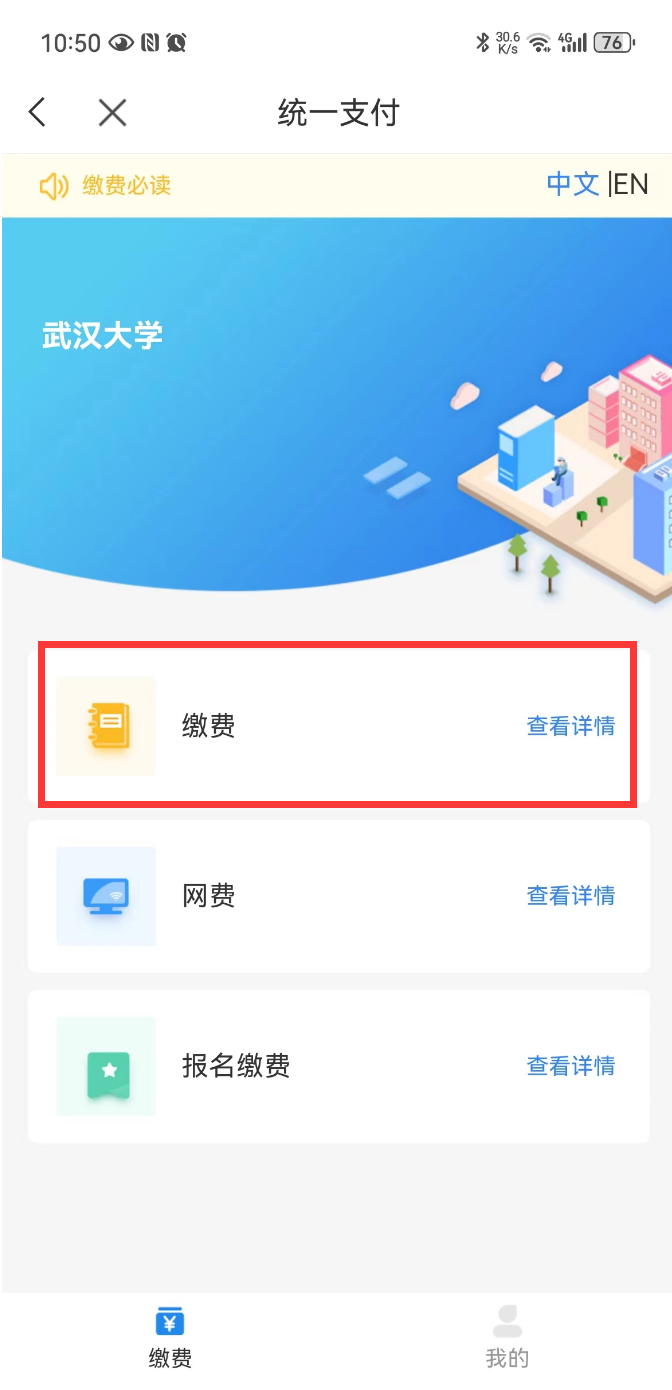 10:50 30.6 K/s 4G 76
统一支付
缴费必读 中文 |EN
武汉大学
缴费 查看详情
网费 查看详情
报名缴费 查看详情
¥
缴费 我的